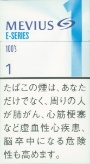 MEVIUS
E-SERIES
100's
1
たばこの煙は、あなた
だけでなく、周りの人
が肺がん、心筋梗塞
など虚血性心疾患、
脳卒中になる危険
性も高めます。